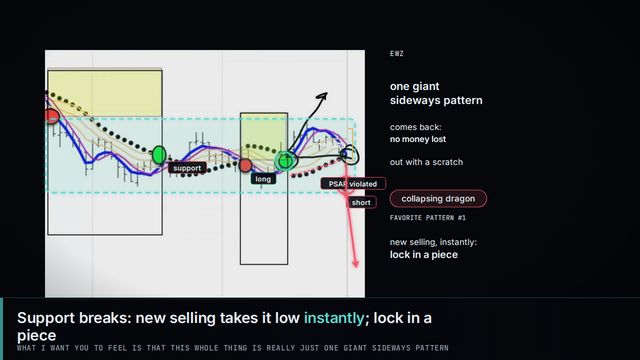 EWZ
one giant
sideways pattern
comes back:
no money lost
out with a scratch
support
long
PSAR violated
short
collapsing dragon
FAVORITE PATTERN #1
new selling, instantly:
lock in a piece
Support breaks: new selling takes it low instantly; lock in a
piece
WHAT I WANT YOU TO FEEL IS THAT THIS WHOLE THING IS REALLY JUST ONE GIANT SIDEWAYS PATTERN